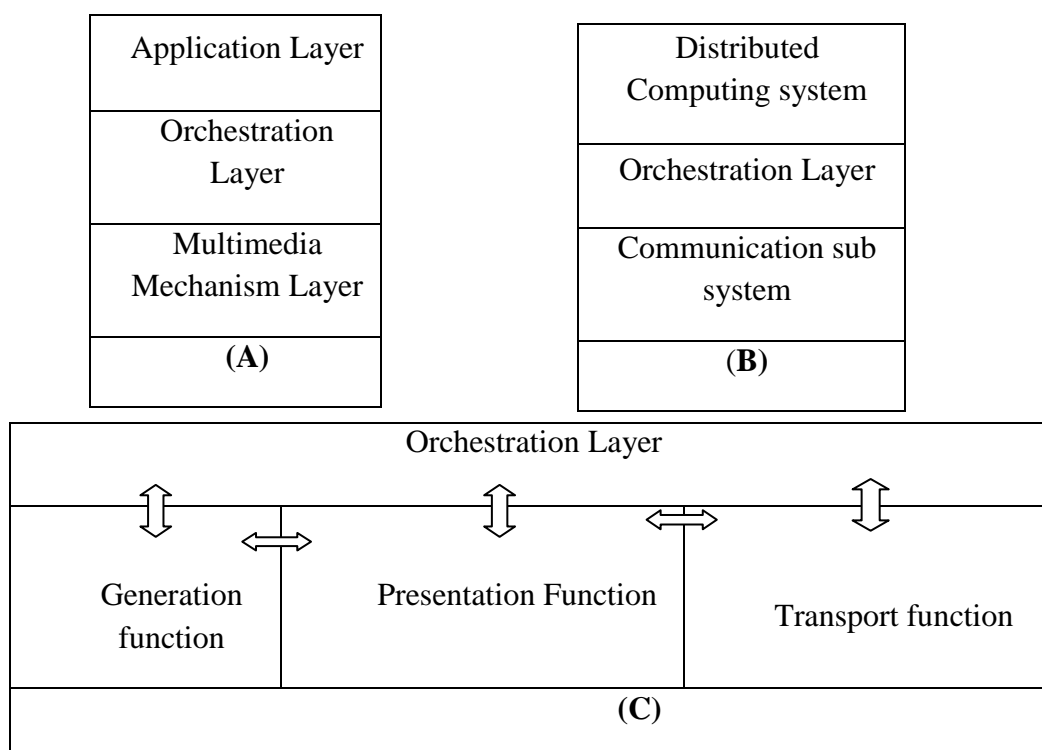 Application Layer
Orchestration
Layer
Multimedia
Mechanism Layer
(A)
Distributed
Computing system
Orchestration Layer
Communication sub
system
(B)
Orchestration Layer
Generation
function
Presentation Function
Transport function
(C)